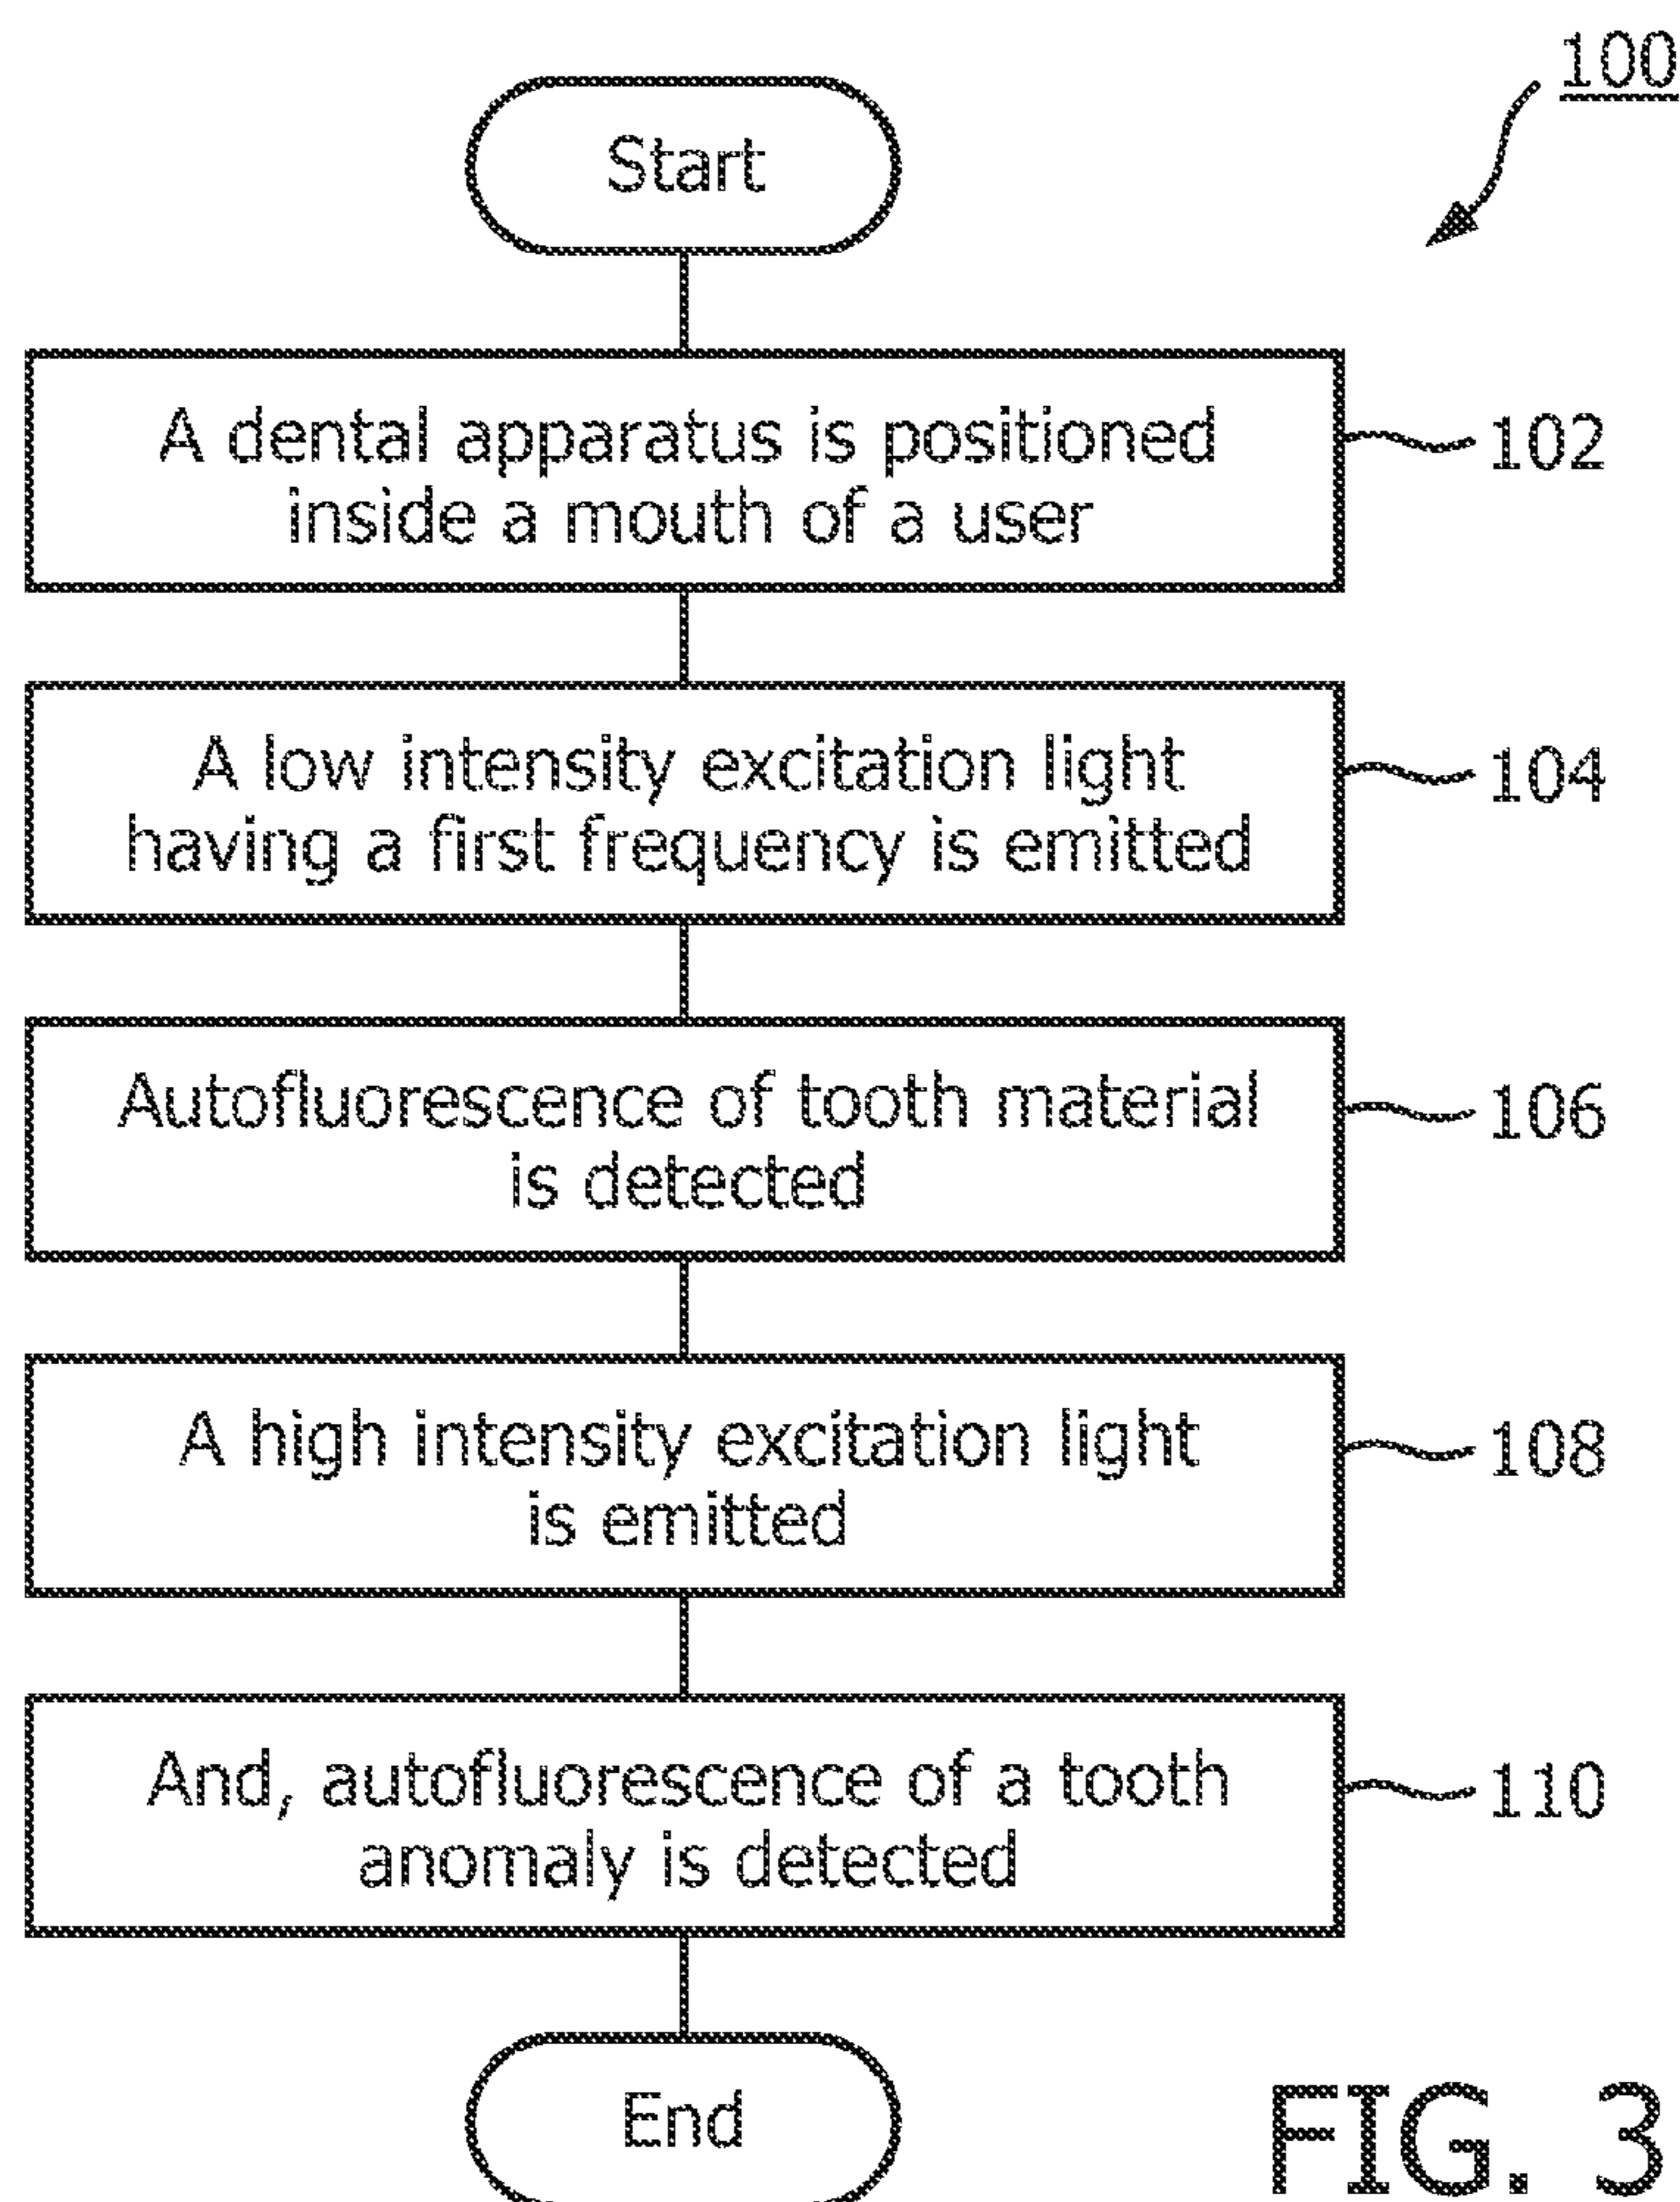 100
Start
A dental apparatus is positioned
inside a mouth of a user
102
A low intensity excitation light
having a first frequency is emitted
104
Autofluorescence of tooth material
is detected
106
A high intensity excitation light
is emitted
108
And, autofluorescence of a tooth
anomaly is detected
110
End
FIG. 3